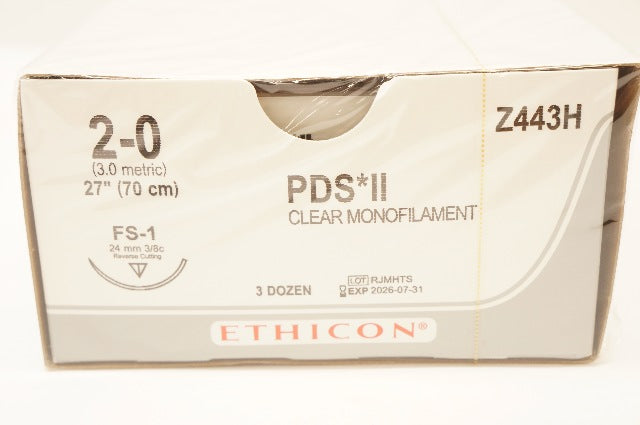 2-0
(3.0 metric)
27" (70 cm)
Z443H
PDS*II
CLEAR MONOFILAMENT
FS-1
24 mm 3/8c
Reverse Cutting
3 DOZEN
LOT RJMHTS
EXP 2026-07-31
ETHICON®